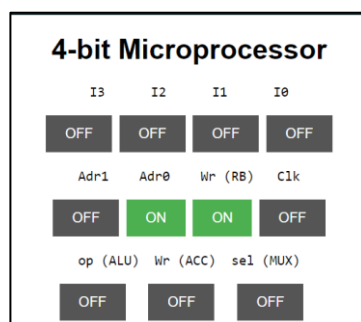 4-bit Microprocessor
I3 I2 I1 I0
OFF OFF OFF OFF
Adr1 Adr0 Wr (RB) Clk
OFF ON ON OFF
op (ALU) Wr (ACC) sel (MUX)
OFF OFF OFF